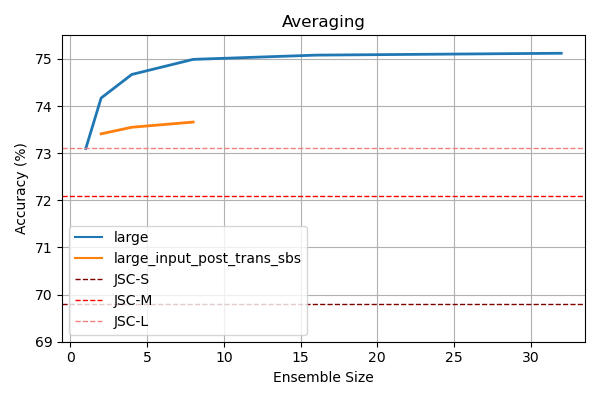 Averaging
Accuracy (%)
75
74
73
72
71
70
69
large
large_input_post_trans_sbs
JSC-S
JSC-M
JSC-L
0 5 10 15 20 25 30
Ensemble Size